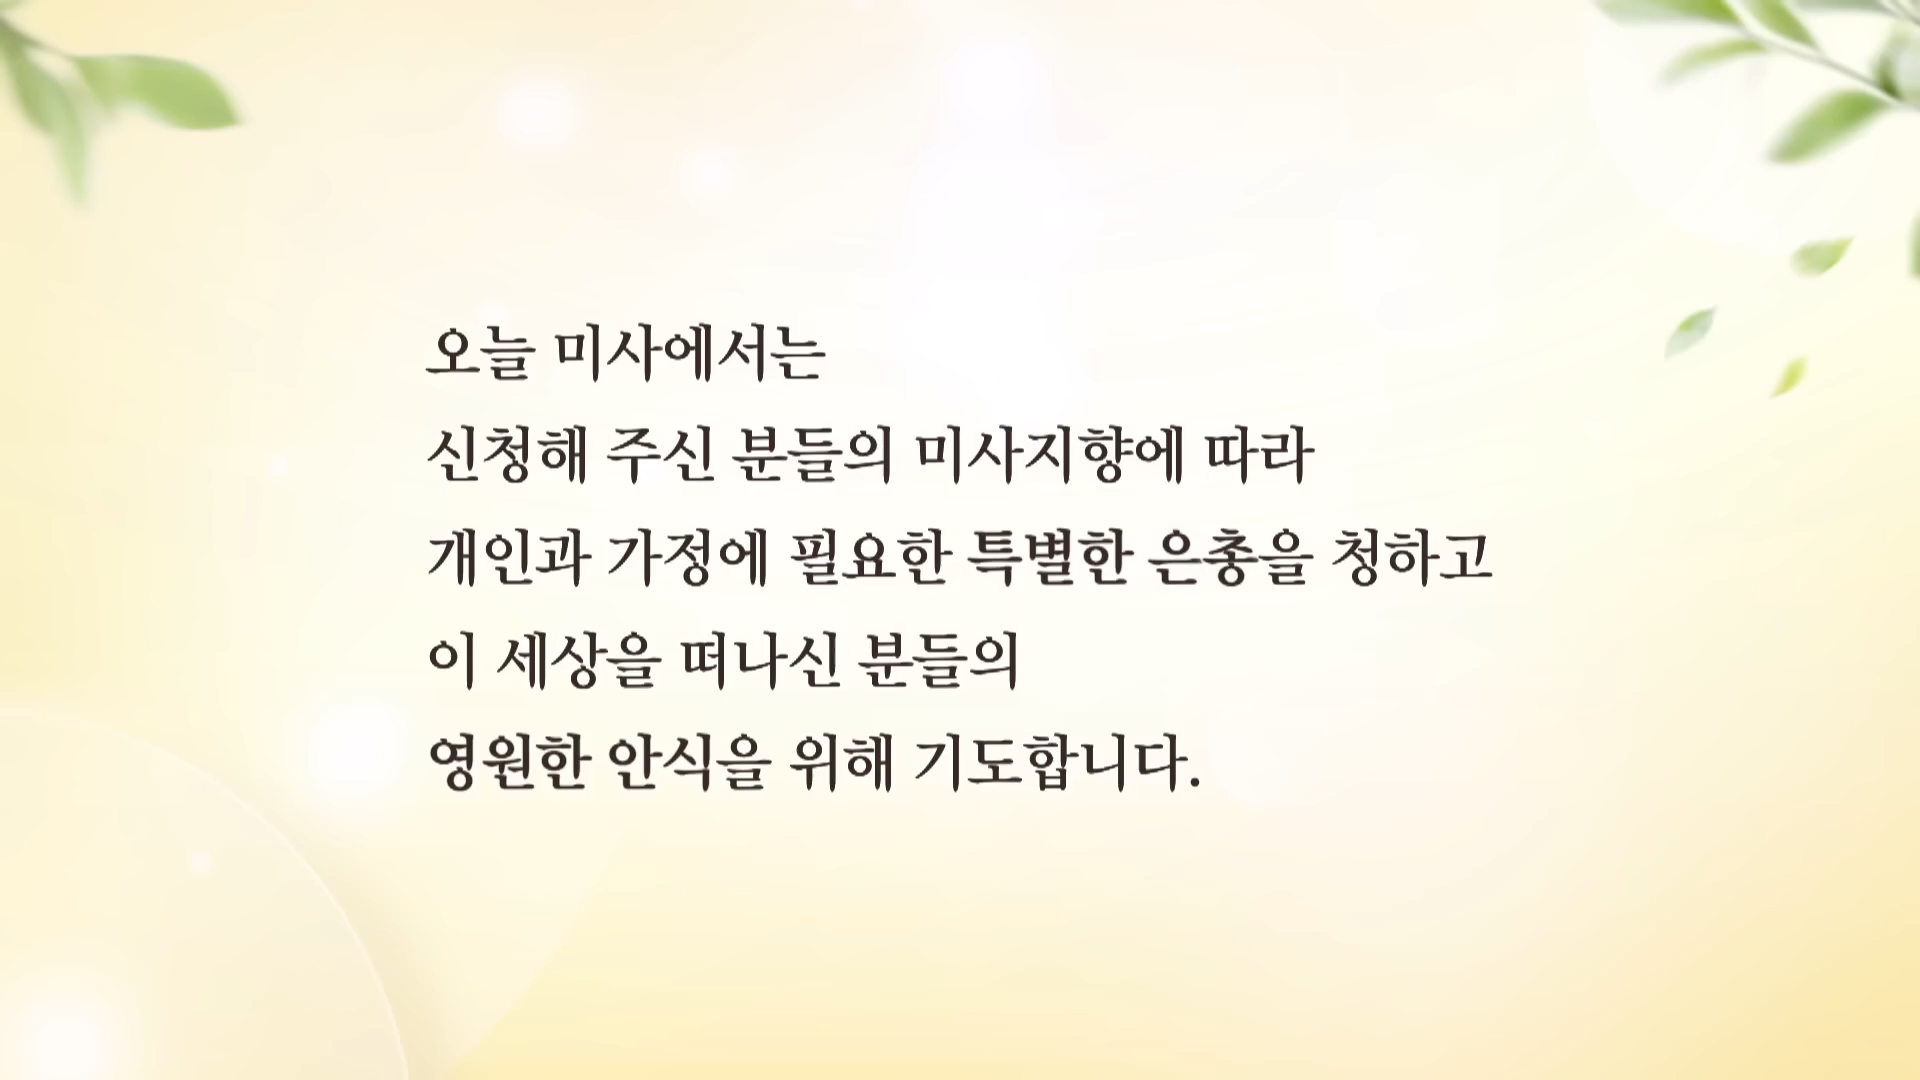 오늘 미사에서는
신청해 주신 분들의 미사지향에 따라
개인과 가정에 필요한 특별한 은총을 청하고
이 세상을 떠나신 분들의
영원한 안식을 위해 기도합니다.